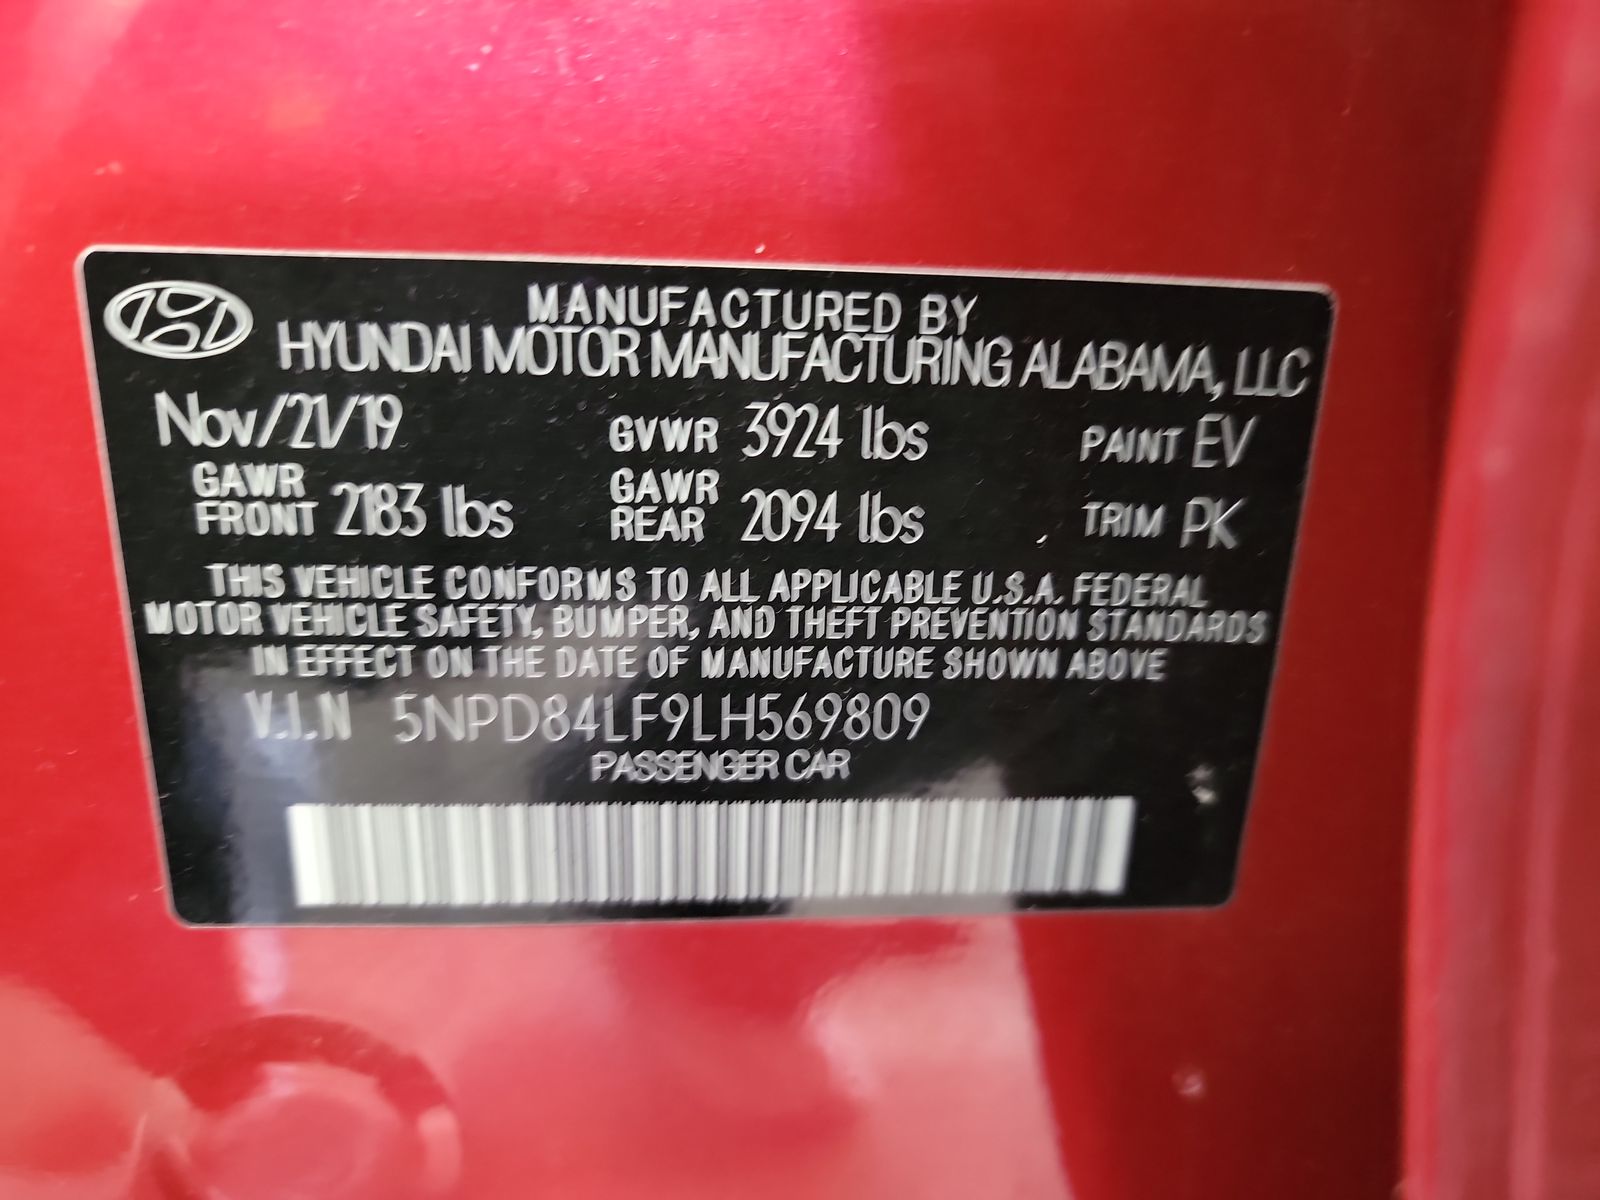 MANUFACTURED BY
HYUNDAI MOTOR MANUFACTURING ALABAMA, LLC
Nov/21/19 GVWR 3924 lbs PAINT EV
GAWR FRONT 2183 lbs GAWR REAR 2094 lbs TRIM PK
THIS VEHICLE CONFORMS TO ALL APPLICABLE U.S.A. FEDERAL
MOTOR VEHICLE SAFETY, BUMPER, AND THEFT PREVENTION STANDARDS
IN EFFECT ON THE DATE OF MANUFACTURE SHOWN ABOVE
V.I.N 5NPD84LF9LH569809
PASSENGER CAR